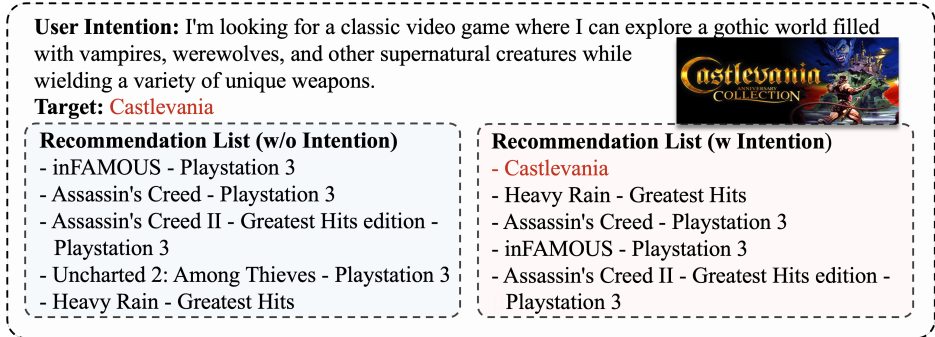 User Intention: I'm looking for a classic video game where I can explore a gothic world filled
with vampires, werewolves, and other supernatural creatures while
wielding a variety of unique weapons.
Target: Castlevania
Castlevania
ANNIVERSARY
COLLECTION
Recommendation List (w/o Intention)
- inFAMOUS - Playstation 3
- Assassin's Creed - Playstation 3
- Assassin's Creed II - Greatest Hits edition -
Playstation 3
- Uncharted 2: Among Thieves - Playstation 3
- Heavy Rain - Greatest Hits
Recommendation List (w Intention)
- Castlevania
- Heavy Rain - Greatest Hits
- Assassin's Creed - Playstation 3
- inFAMOUS - Playstation 3
- Assassin's Creed II - Greatest Hits edition -
Playstation 3